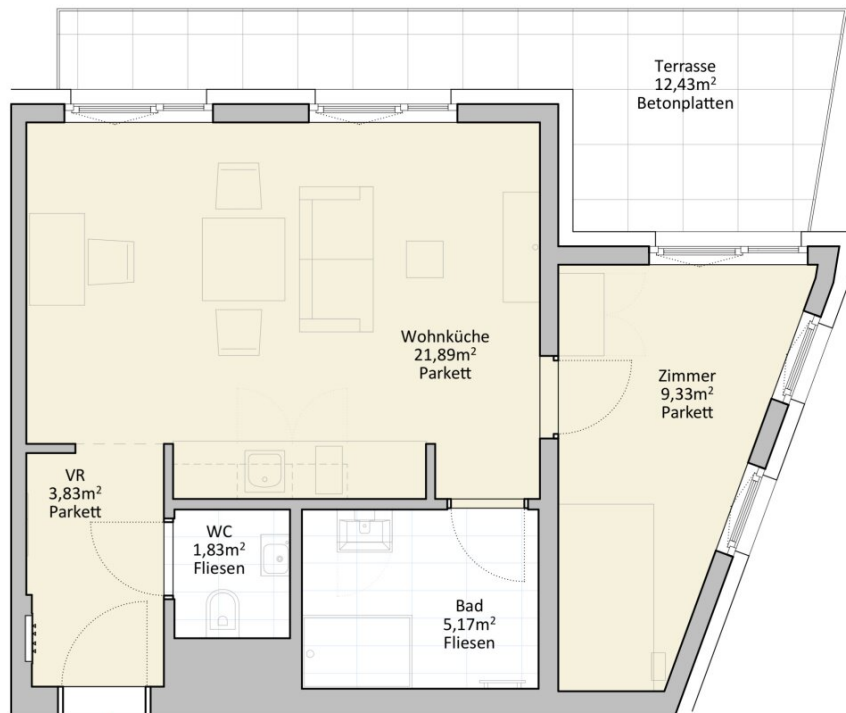 Terrasse
12,43m²
Betonplatten
Wohnküche
21,89m²
Parkett
Zimmer
9,33m²
Parkett
VR
3,83m²
Parkett
WC
1,83m²
Fliesen
Bad
5,17m²
Fliesen